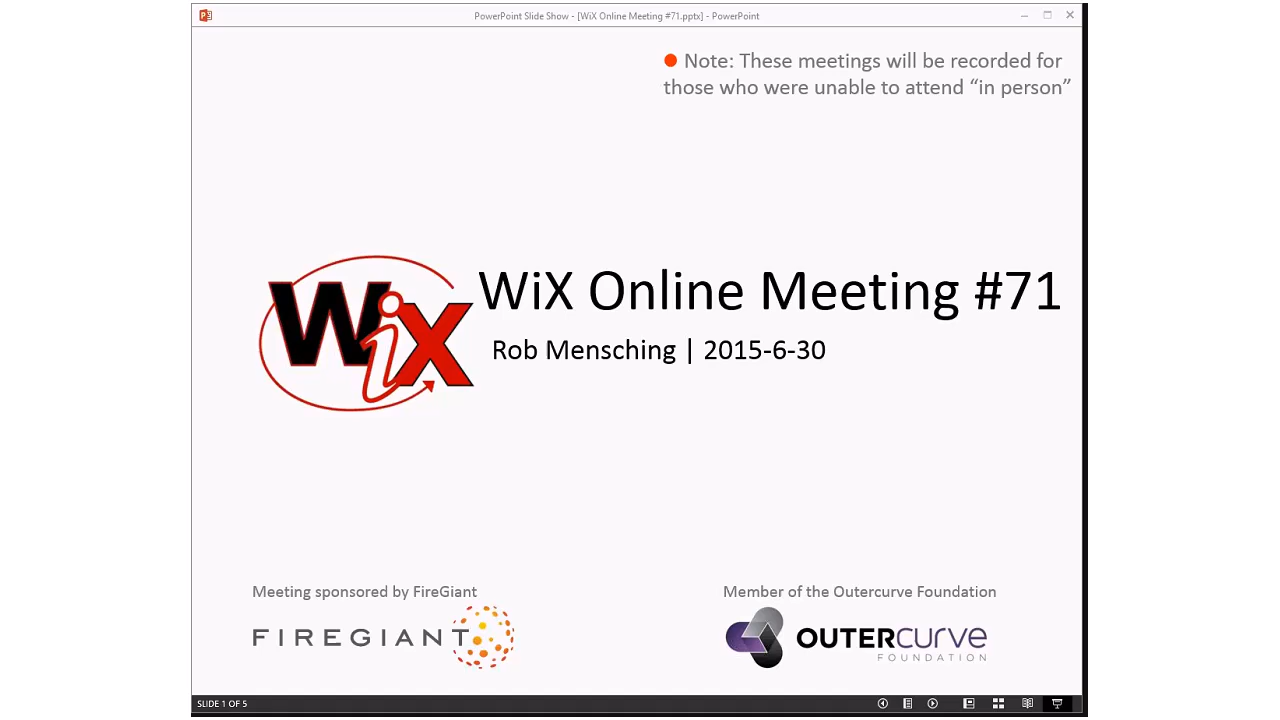 PowerPoint Slide Show - [WiX Online Meeting #71.pptx] - PowerPoint
Note: These meetings will be recorded for
those who were unable to attend “in person”
WiX
WiX Online Meeting #71
Rob Mensching | 2015-6-30
Meeting sponsored by FireGiant
FIREGIANT
Member of the Outercurve Foundation
OUTERCURVE
FOUNDATION
SLIDE 1 OF 5